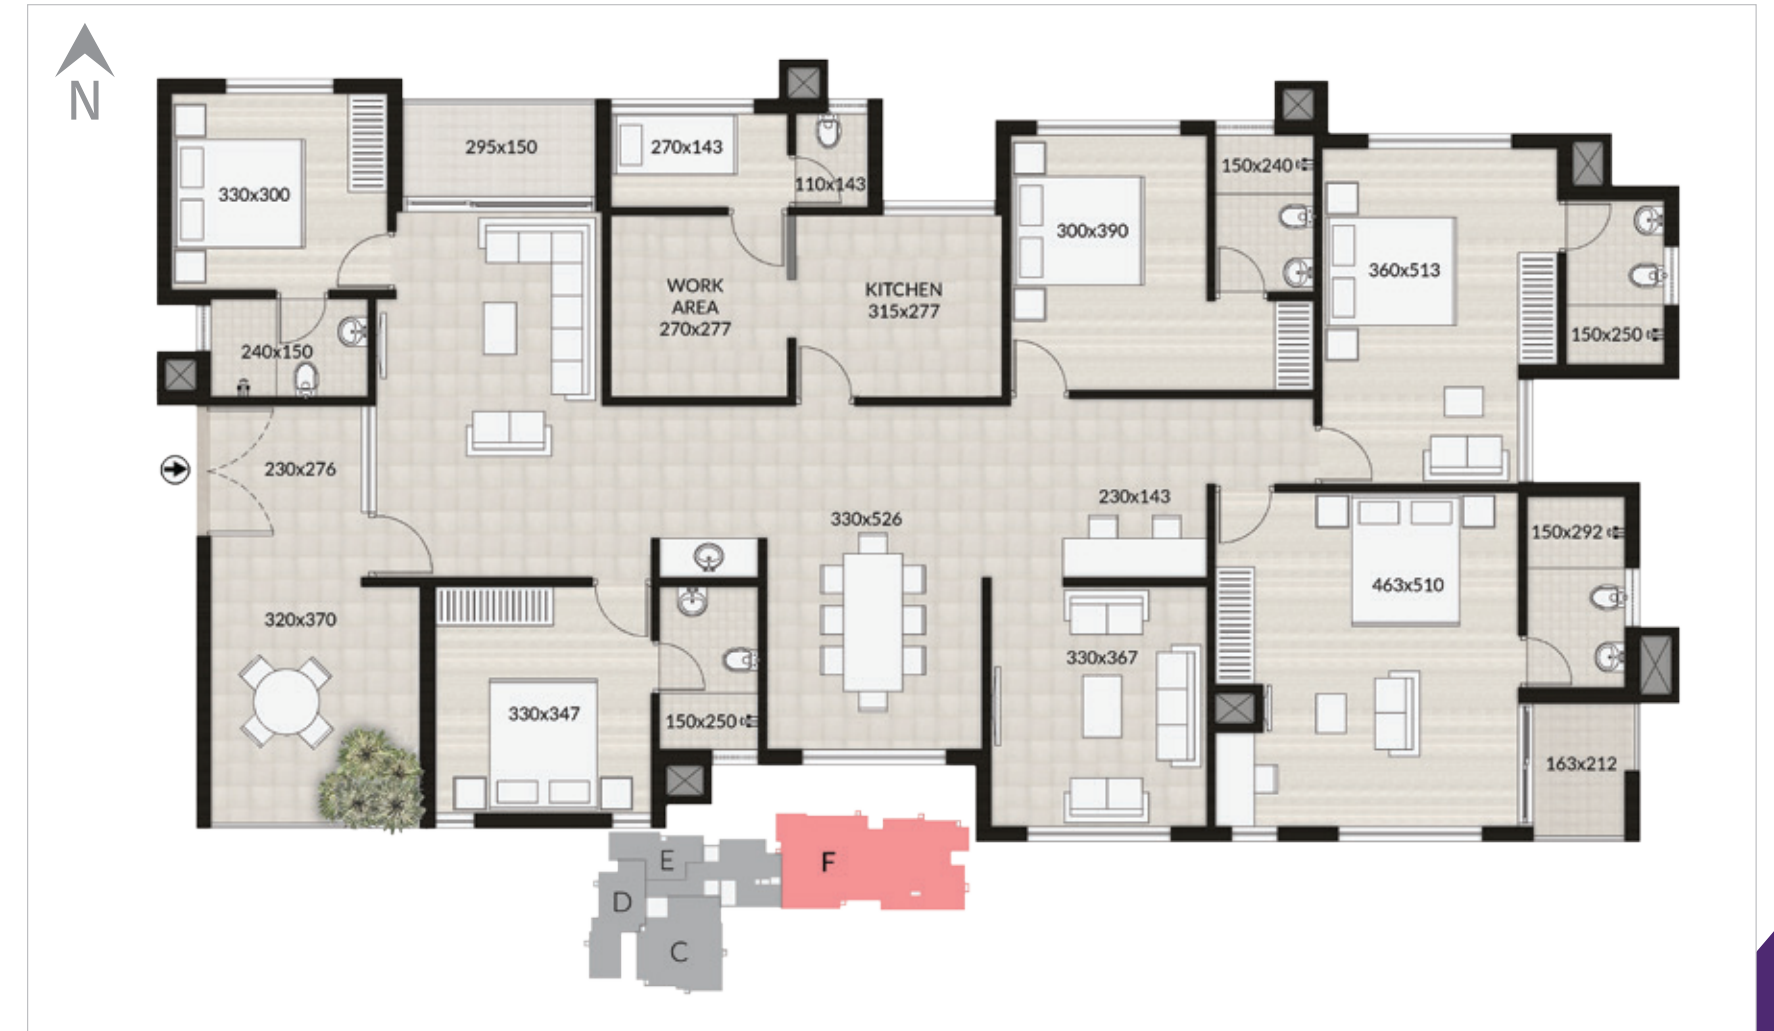 N
295x150
270x143
110x143
330x300
150x240
300x390
360x513
WORK
AREA
270x277
KITCHEN
315x277
240x150
150x250
230x276
230x143
330x526
150x292
463x510
320x370
330x367
330x347
150x250
163x212
E
F
D
C